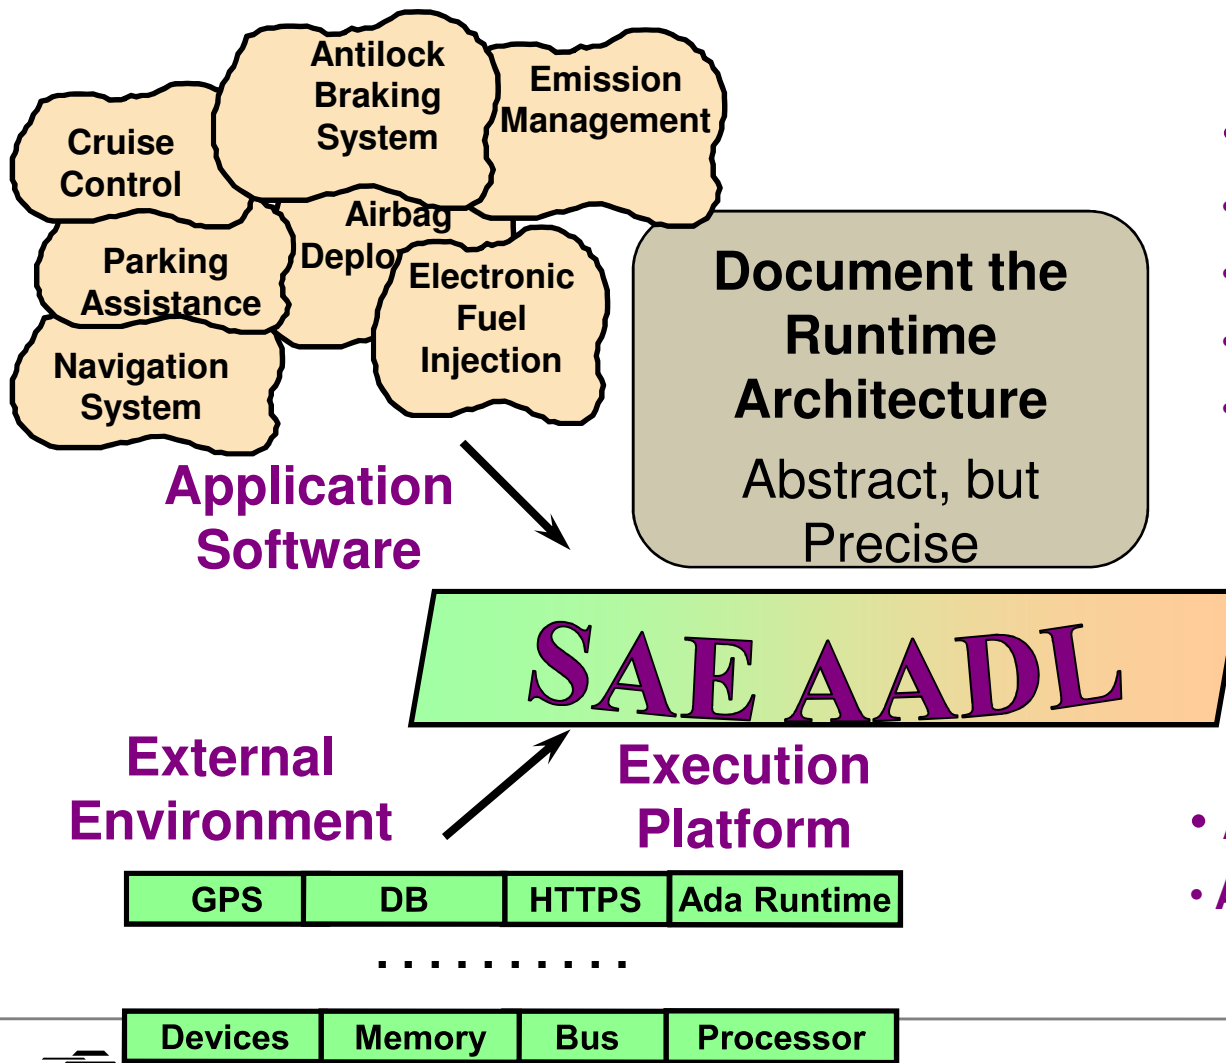 Antilock
Braking
System
Emission
Management
Cruise
Control
Airbag
Parking
Assistance
Electronic
Fuel
Injection
Navigation
System
Document the
Runtime
Architecture
Abstract, but
Precise
Application
Software
SAE AADL
External
Environment
Execution
Platform
GPS DB HTTPS Ada Runtime
. . . . . . . . . .
Devices Memory Bus Processor